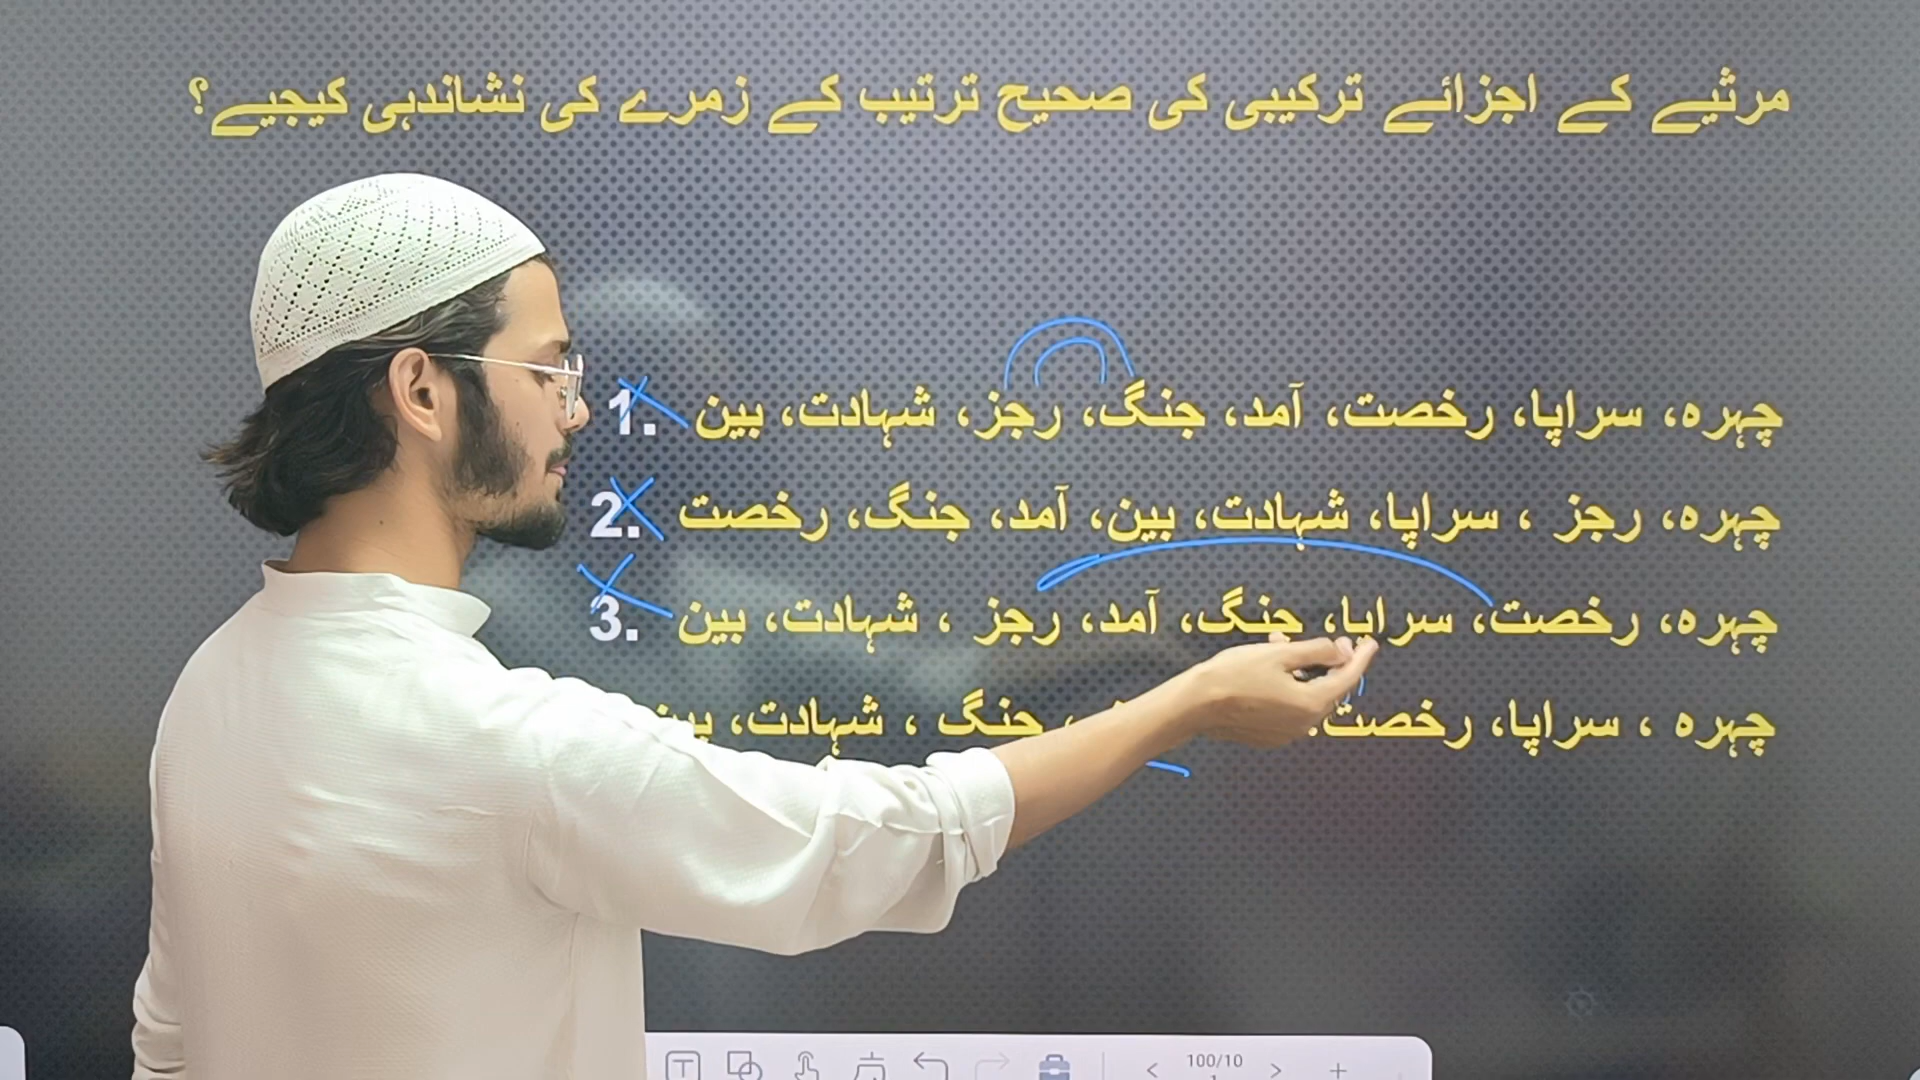 مرثیے کے اجزائے ترکیبی کی صحیح ترتیب کے زمرے کی نشاندہی کیجیے؟
1. چہرہ، سراپا، رخصت، آمد، جنگ، رجز، شہادت، بین
2. چہرہ، رجز ، سراپا، شہادت، بین، آمد، جنگ، رخصت
3. چہرہ، رخصت، سراپا، جنگ، آمد، رجز ، شہادت، بین
چہرہ ، سراپا، رخصت، جنگ ، شہادت، بین
100/10